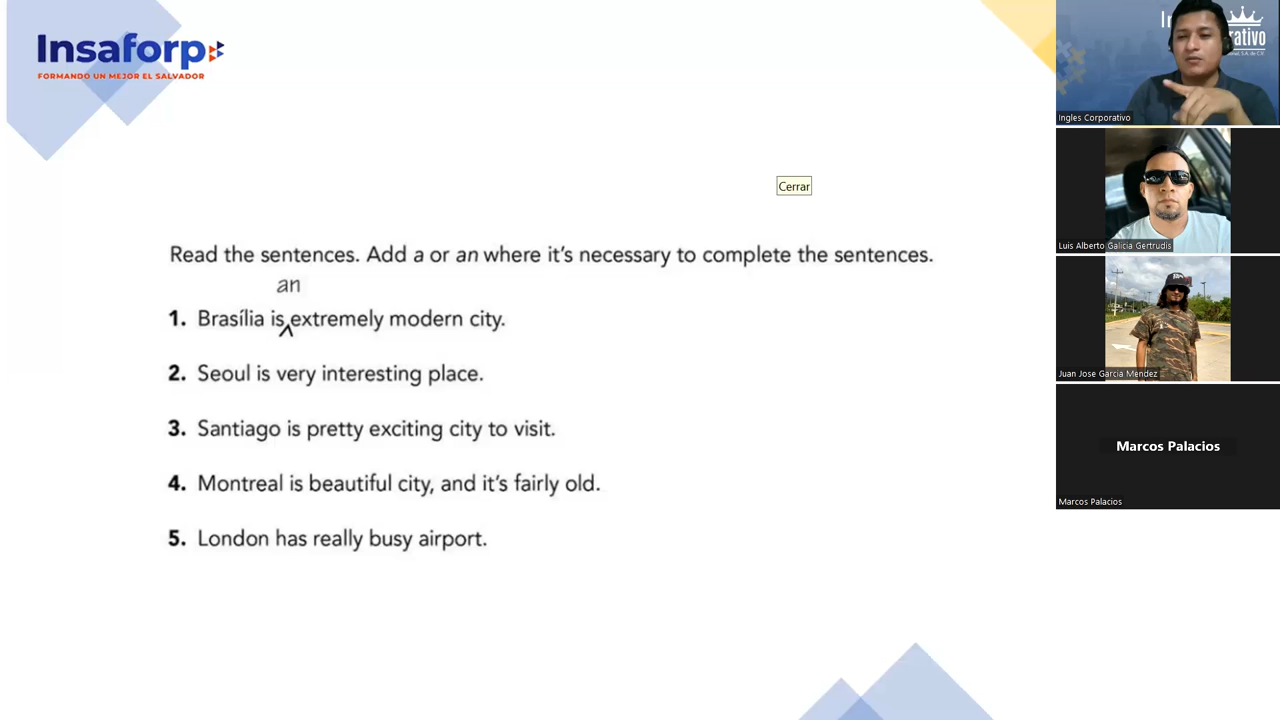 Insaforp
FORMANDO UN MEJOR EL SALVADOR
Cerrar
Read the sentences. Add a or an where it's necessary to complete the sentences.
an
1. Brasília is extremely modern city.
2. Seoul is very interesting place.
3. Santiago is pretty exciting city to visit.
4. Montreal is beautiful city, and it's fairly old.
5. London has really busy airport.
Ingles Corporativo
Luis Alberto Galicia Gertrudis
Juan Jose Garcia Mendez
Marcos Palacios
Marcos Palacios